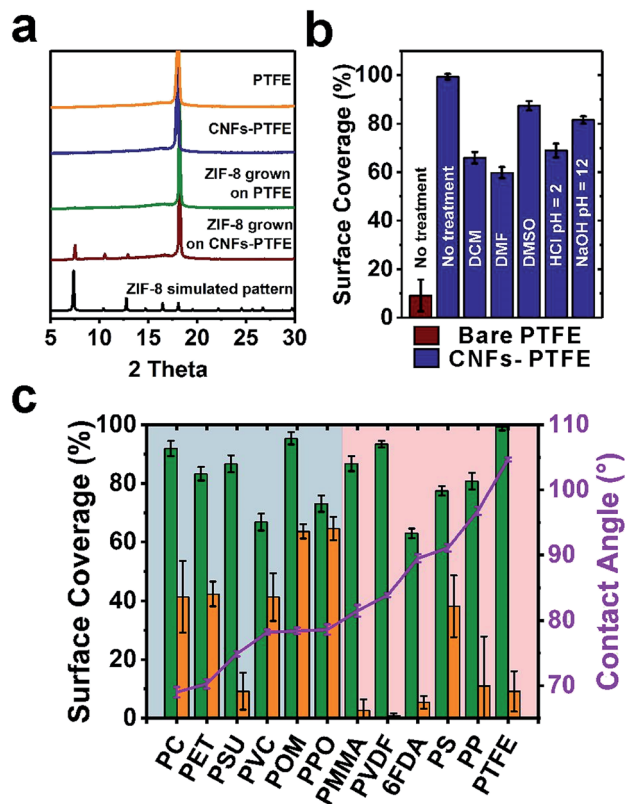 a
PTFE
CNFs-PTFE
ZIF-8 grown
on PTFE
ZIF-8 grown
on CNFs-PTFE
ZIF-8 simulated pattern
5 10 15 20 25 30
2 Theta
b
Surface Coverage (%)
100
80
60
40
20
0
No treatment
No treatment
DCM
DMF
DMSO
HCl pH = 2
NaOH pH = 12
Bare PTFE
CNFs- PTFE
c
Surface Coverage (%)
100
80
60
40
20
0
Contact Angle (°)
110
100
90
80
70
PC
PET
PSU
PVC
POM
PPO
PMMA
PVDF
6FDA
PS
PP
PTFE